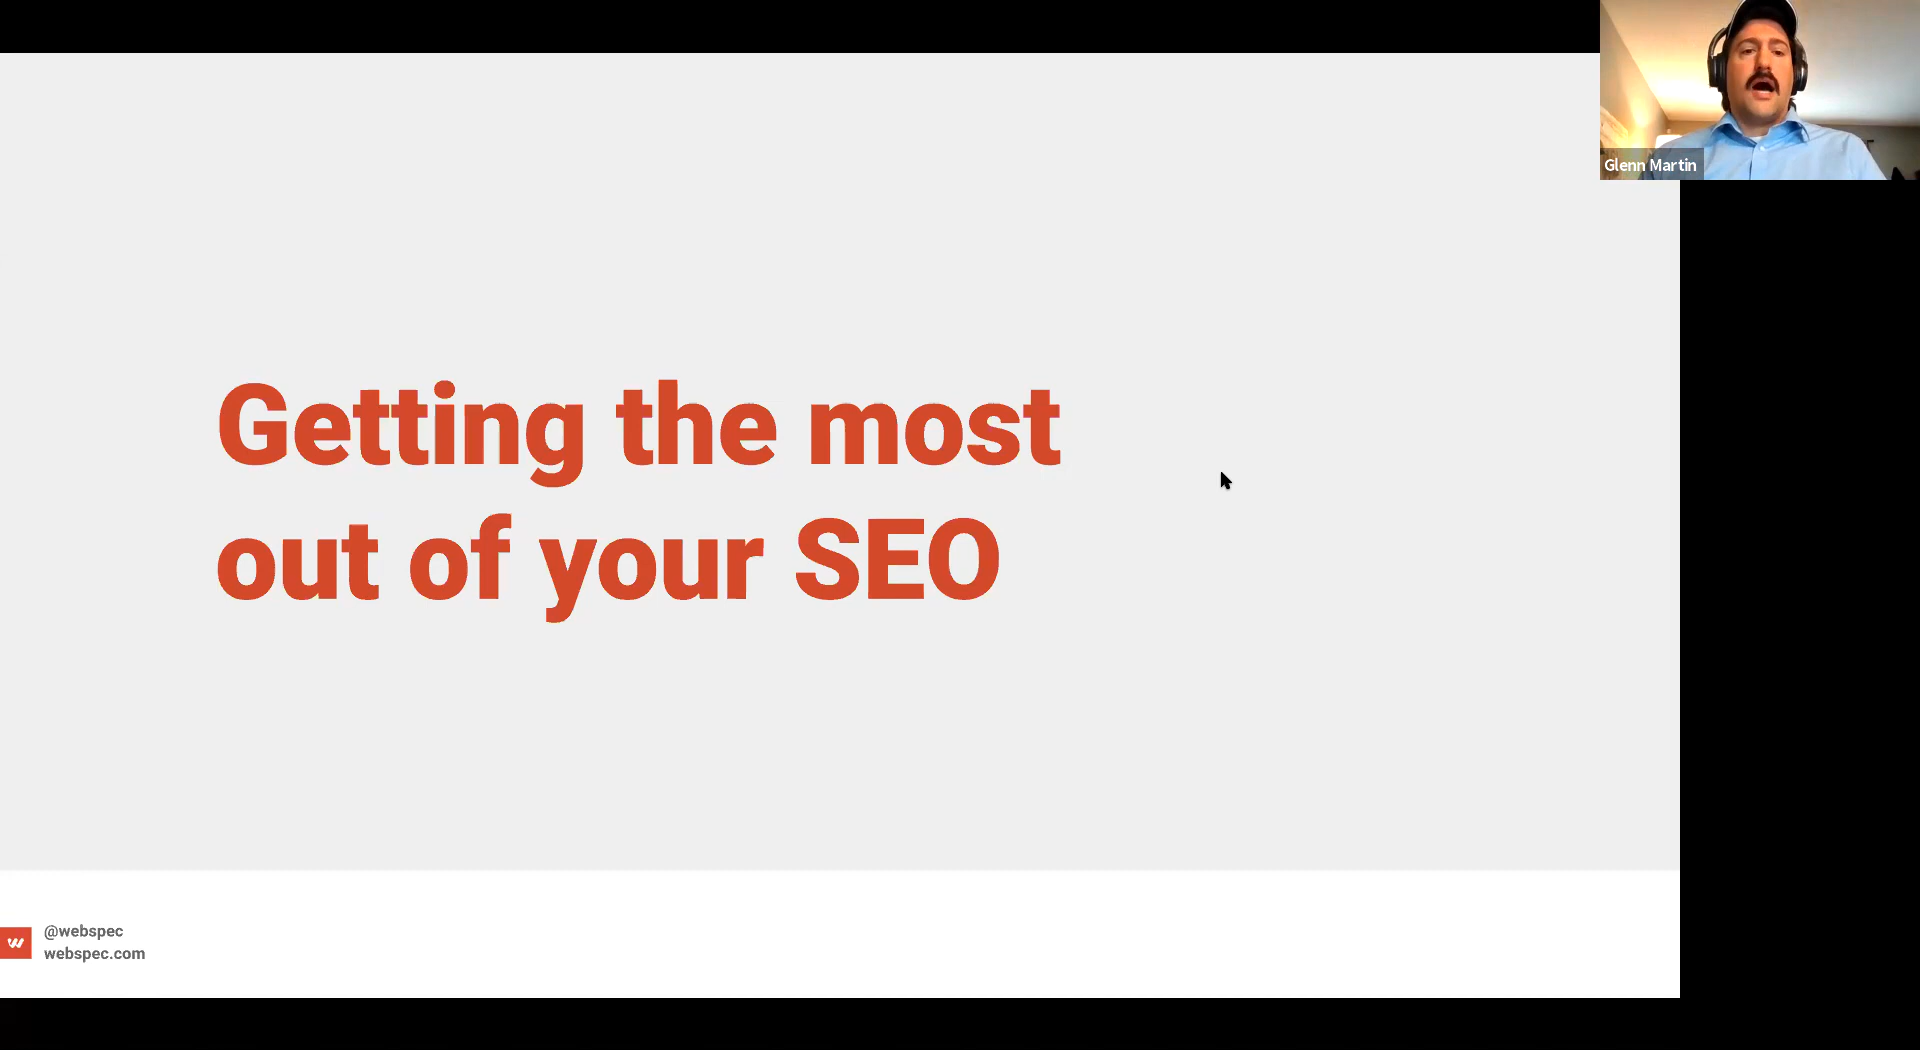 Getting the most
out of your SEO
Glenn Martin
@webspec
webspec.com